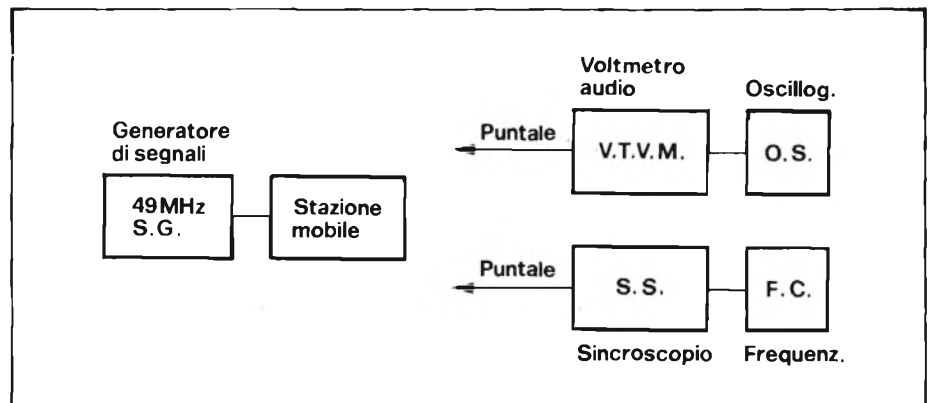 Generatore
di segnali
49MHz
S.G.
Stazione
mobile
Voltmetro
audio
Oscillog.
Puntale
V.T.V.M.
O.S.
Puntale
S.S.
F.C.
Sincroscopio
Frequenz.